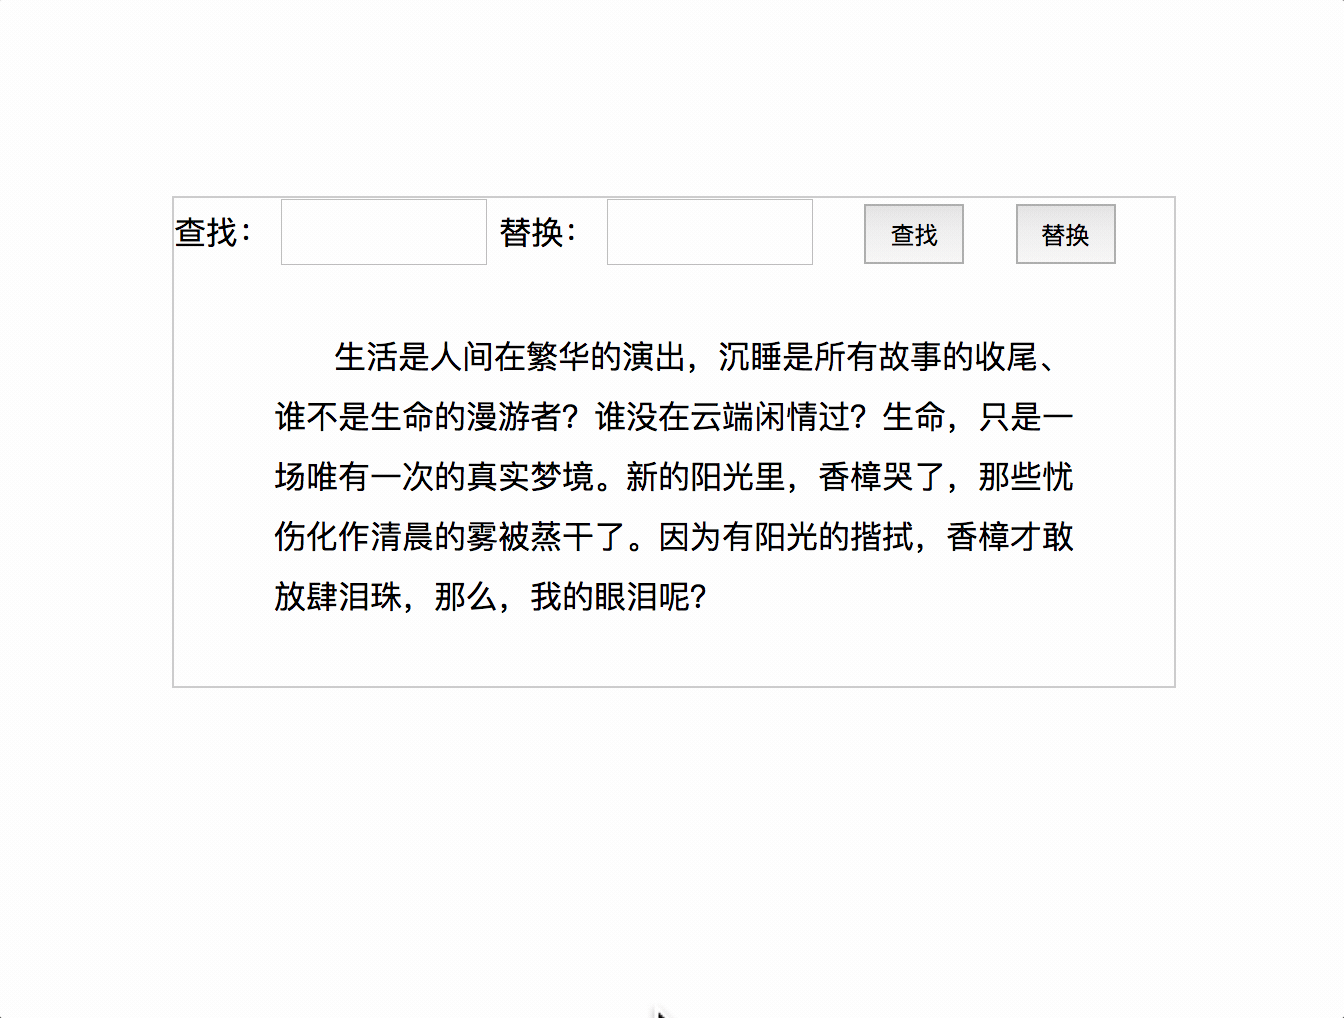 查找： 替换： 查找 替换
生活是人间在繁华的演出，沉睡是所有故事的收尾、
谁不是生命的漫游者？谁没在云端闲情过？生命，只是一
场唯有一次的真实梦境。新的阳光里，香樟哭了，那些忧
伤化作清晨的雾被蒸干了。因为有阳光的揩拭，香樟才敢
放肆泪珠，那么，我的眼泪呢？